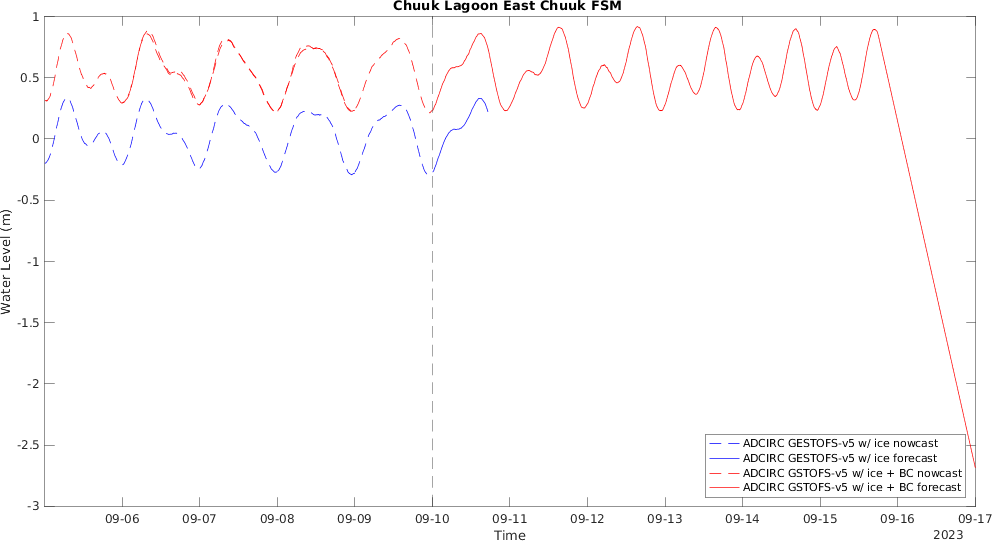 Chuuk Lagoon East Chuuk FSM
Water Level (m)
1
0.5
0
-0.5
-1
-1.5
-2
-2.5
-3
09-06 09-07 09-08 09-09 09-10 09-11 09-12 09-13 09-14 09-15 09-16 09-17
2023
Time
ADCIRC GESTOFS-v5 w/ ice nowcast
ADCIRC GESTOFS-v5 w/ ice forecast
ADCIRC GSTOFS-v5 w/ ice + BC nowcast
ADCIRC GSTOFS-v5 w/ ice + BC forecast